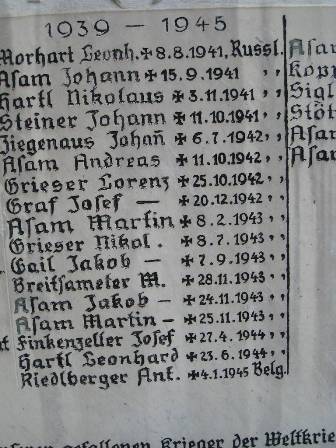 1939 – 1945
Morhart Leonh. ✠ 8.8.1941, Russl.
Asam Johann ✠ 15.9.1941 ,,
Hartl Nikolaus ✠ 3.11.1941 ,,
Steiner Johann ✠ 11.10.1941 ,,
Ziegenaus Johañ ✠ 6.7.1942 ,,
Asam Andreas ✠ 11.10.1942 ,,
Grieser Lorenz ✠ 25.10.1942 ,,
Graf Josef — ✠ 20.12.1942 ,,
Asam Martin ✠ 8.2.1943 ,,
Grieser Nikol. ✠ 8.7.1943 ,,
Gail Jakob — ✠ 7.9.1943 ,,
Breitsameter M. ✠ 28.11.1943 ,,
Asam Jakob – ✠ 24.11.1943 ,,
Asam Martin – ✠ 25.11.1943 ,,
Finkenzeller Josef ✠ 27.4.1944 ,,
Hartl Leonhard ✠ 23.6.1944 ,,
Riedlberger Ant. ✠ 4.1.1945 Belg.
Asam
Asam
Asam
gefallenen Krieger der Weltkrie